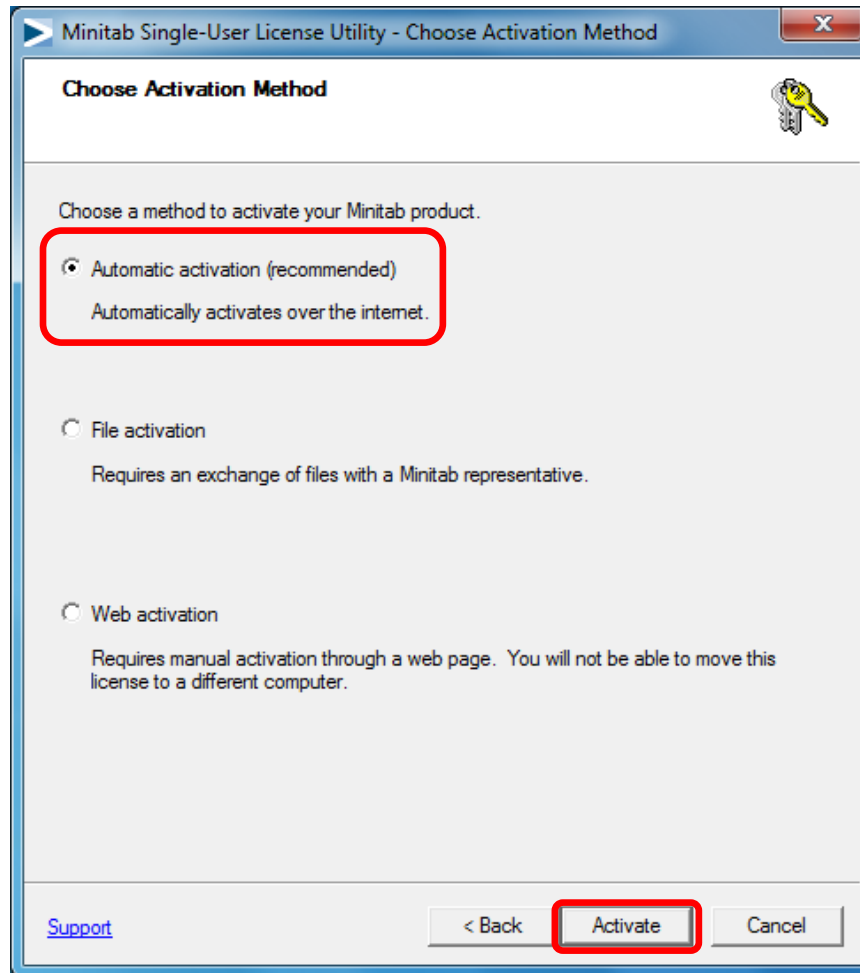 Minitab Single-User License Utility - Choose Activation Method
Choose Activation Method
Choose a method to activate your Minitab product.
Automatic activation (recommended)
Automatically activates over the internet.
File activation
Requires an exchange of files with a Minitab representative.
Web activation
Requires manual activation through a web page.  You will not be able to move this
license to a different computer.
Support
< Back
Activate
Cancel